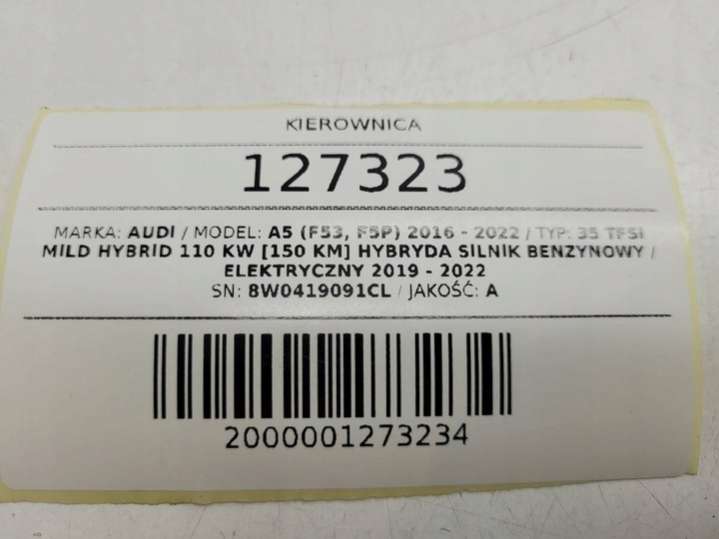 KIEROWNICA
127323
MARKA: AUDI / MODEL: A5 (F53, F5P) 2016 - 2022 / TYP: 35 TFSI
MILD HYBRID 110 KW [150 KM] HYBRYDA SILNIK BENZYNOWY /
ELEKTRYCZNY 2019 - 2022
SN: 8W0419091CL / JAKOŚĆ: A
2000001273234